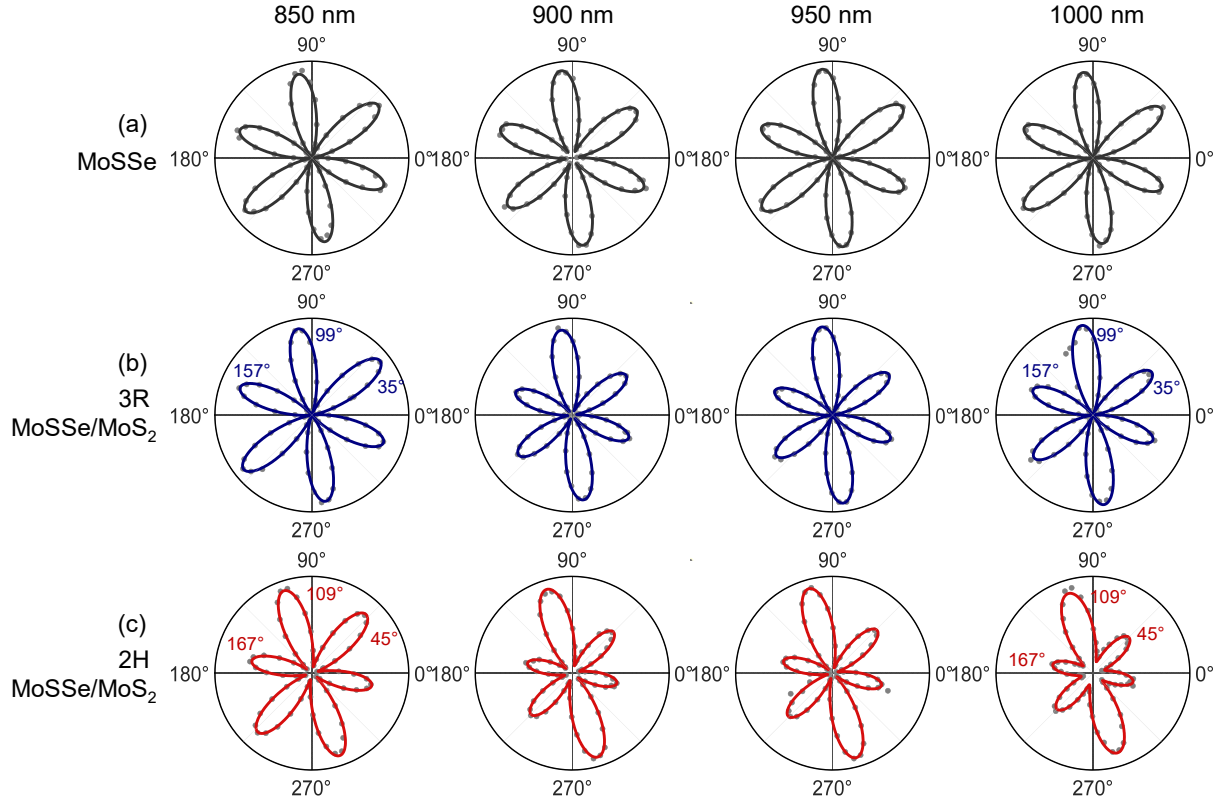 850 nm 900 nm 950 nm 1000 nm
90° 90° 90° 90°
(a)
MoSSe
180° 0° 180° 0° 180° 0° 180° 0°
270° 270° 270° 270°
90° 90° 90° 90°
99° 99°
(b)
157° 35° 157° 35°
3R
MoSSe/MoS₂
180° 0° 180° 0° 180° 0° 180° 0°
270° 270° 270° 270°
90° 90° 90° 90°
109° 109°
(c)
167° 45° 167° 45°
2H
MoSSe/MoS₂
180° 0° 180° 0° 180° 0° 180° 0°
270° 270° 270° 270°